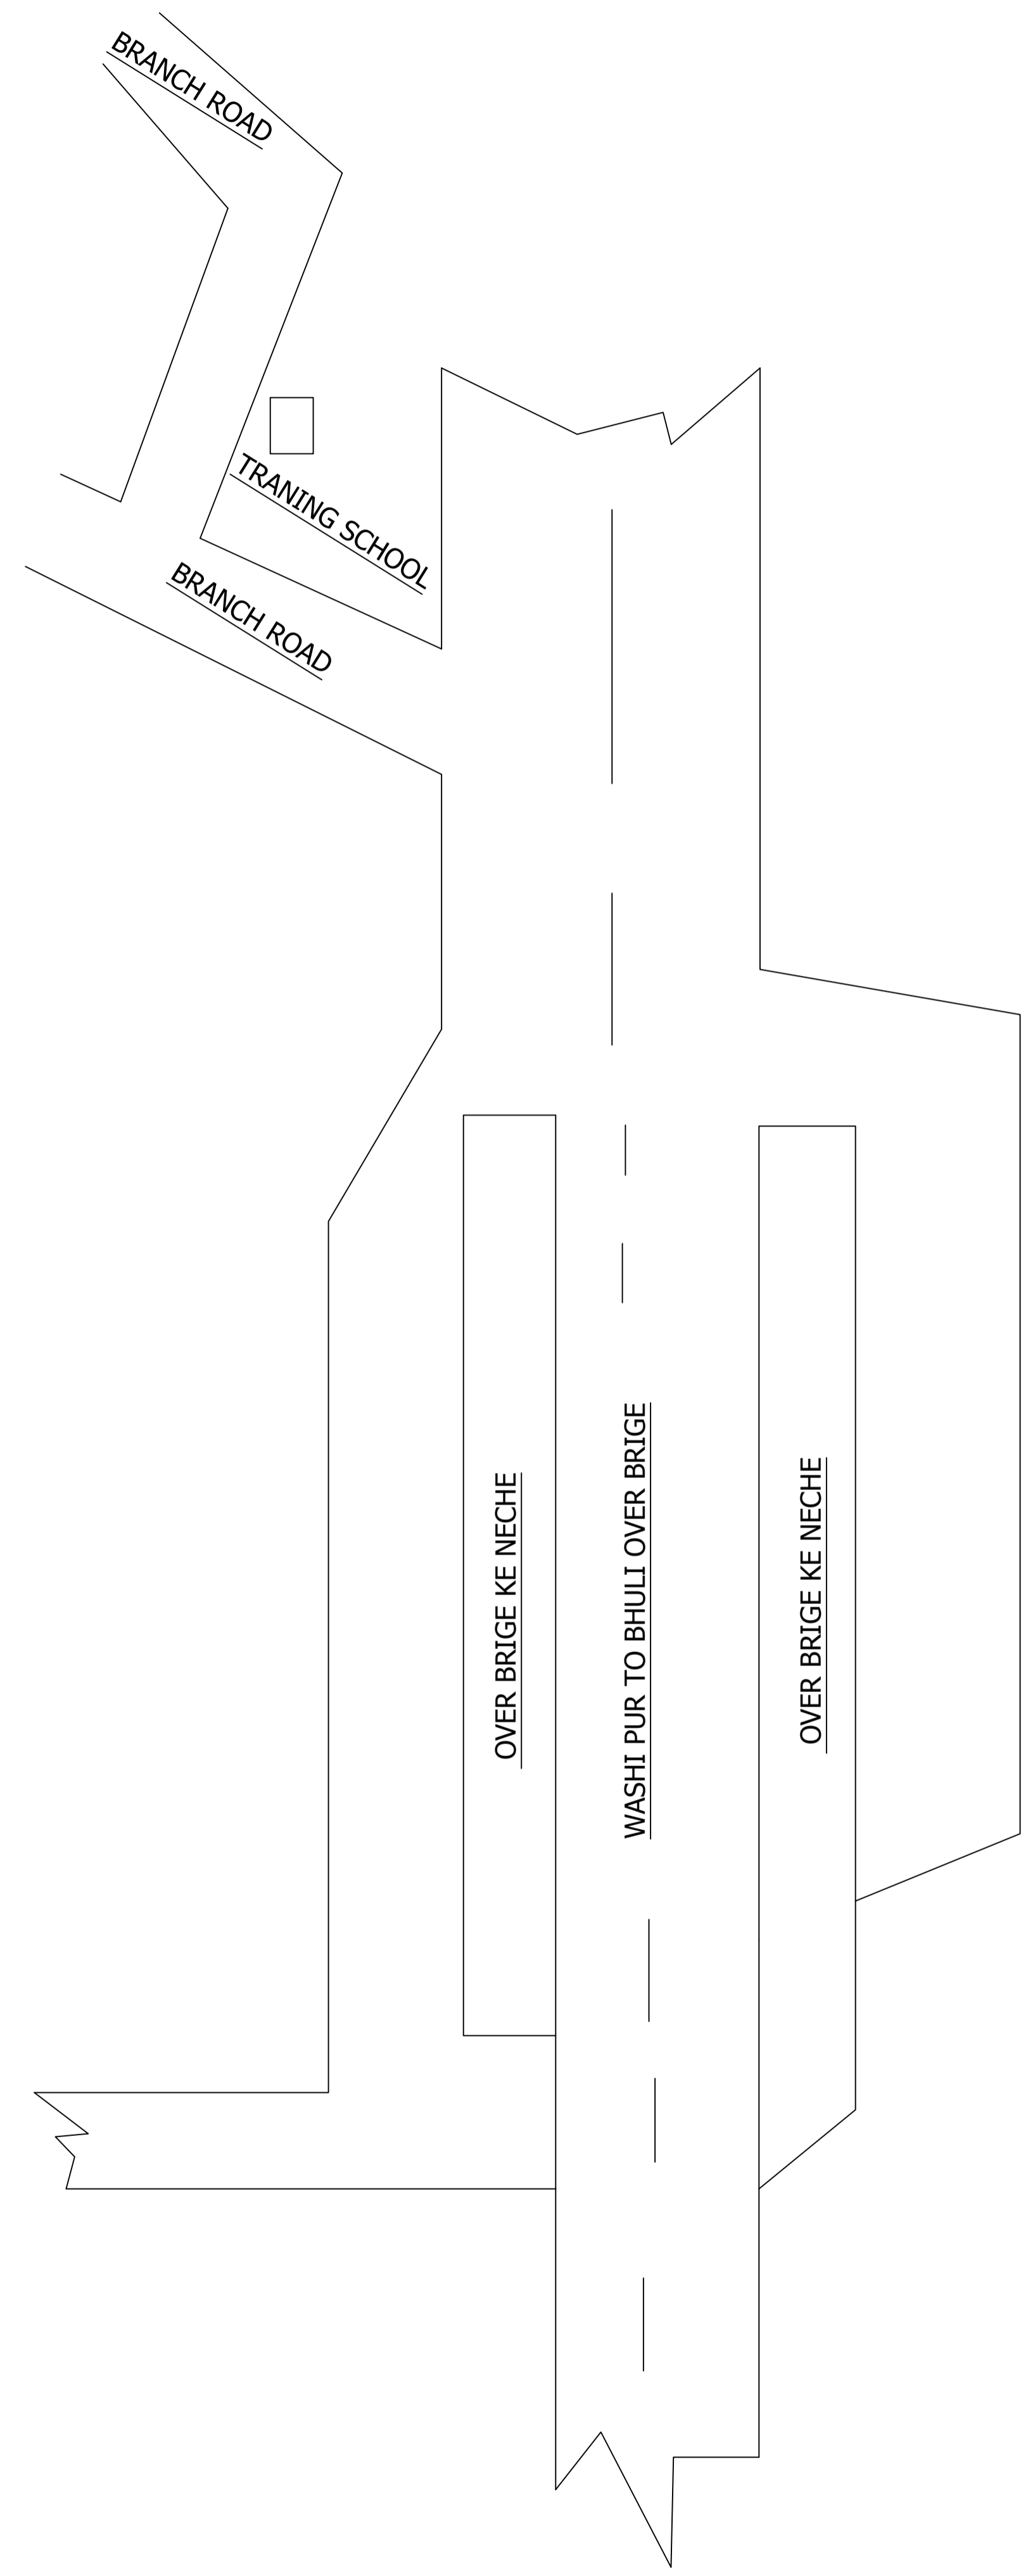 BRANCH ROAD
TRANING SCHOOL
BRANCH ROAD
OVER BRIGE KE NECHE
WASHI PUR TO BHULI OVER BRIGE
OVER BRIGE KE NECHE